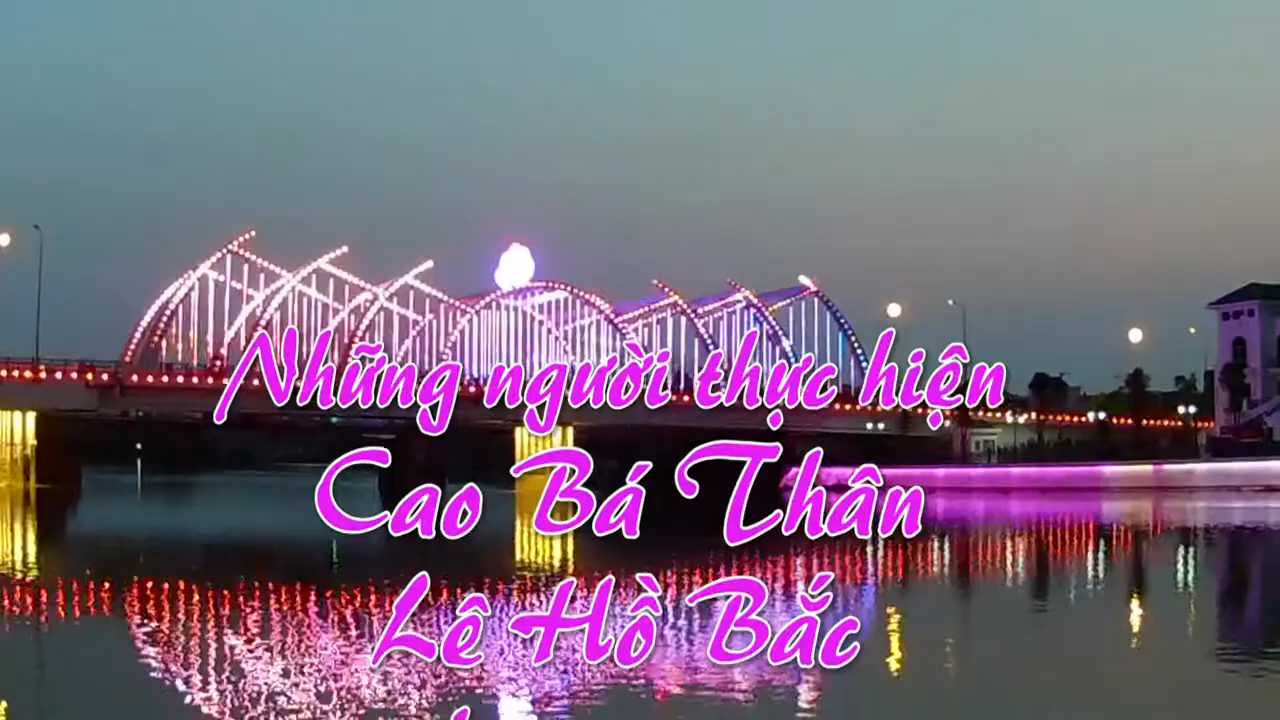 Những người thực hiện
Cao Bá Thân
Lê Hồ Bắc